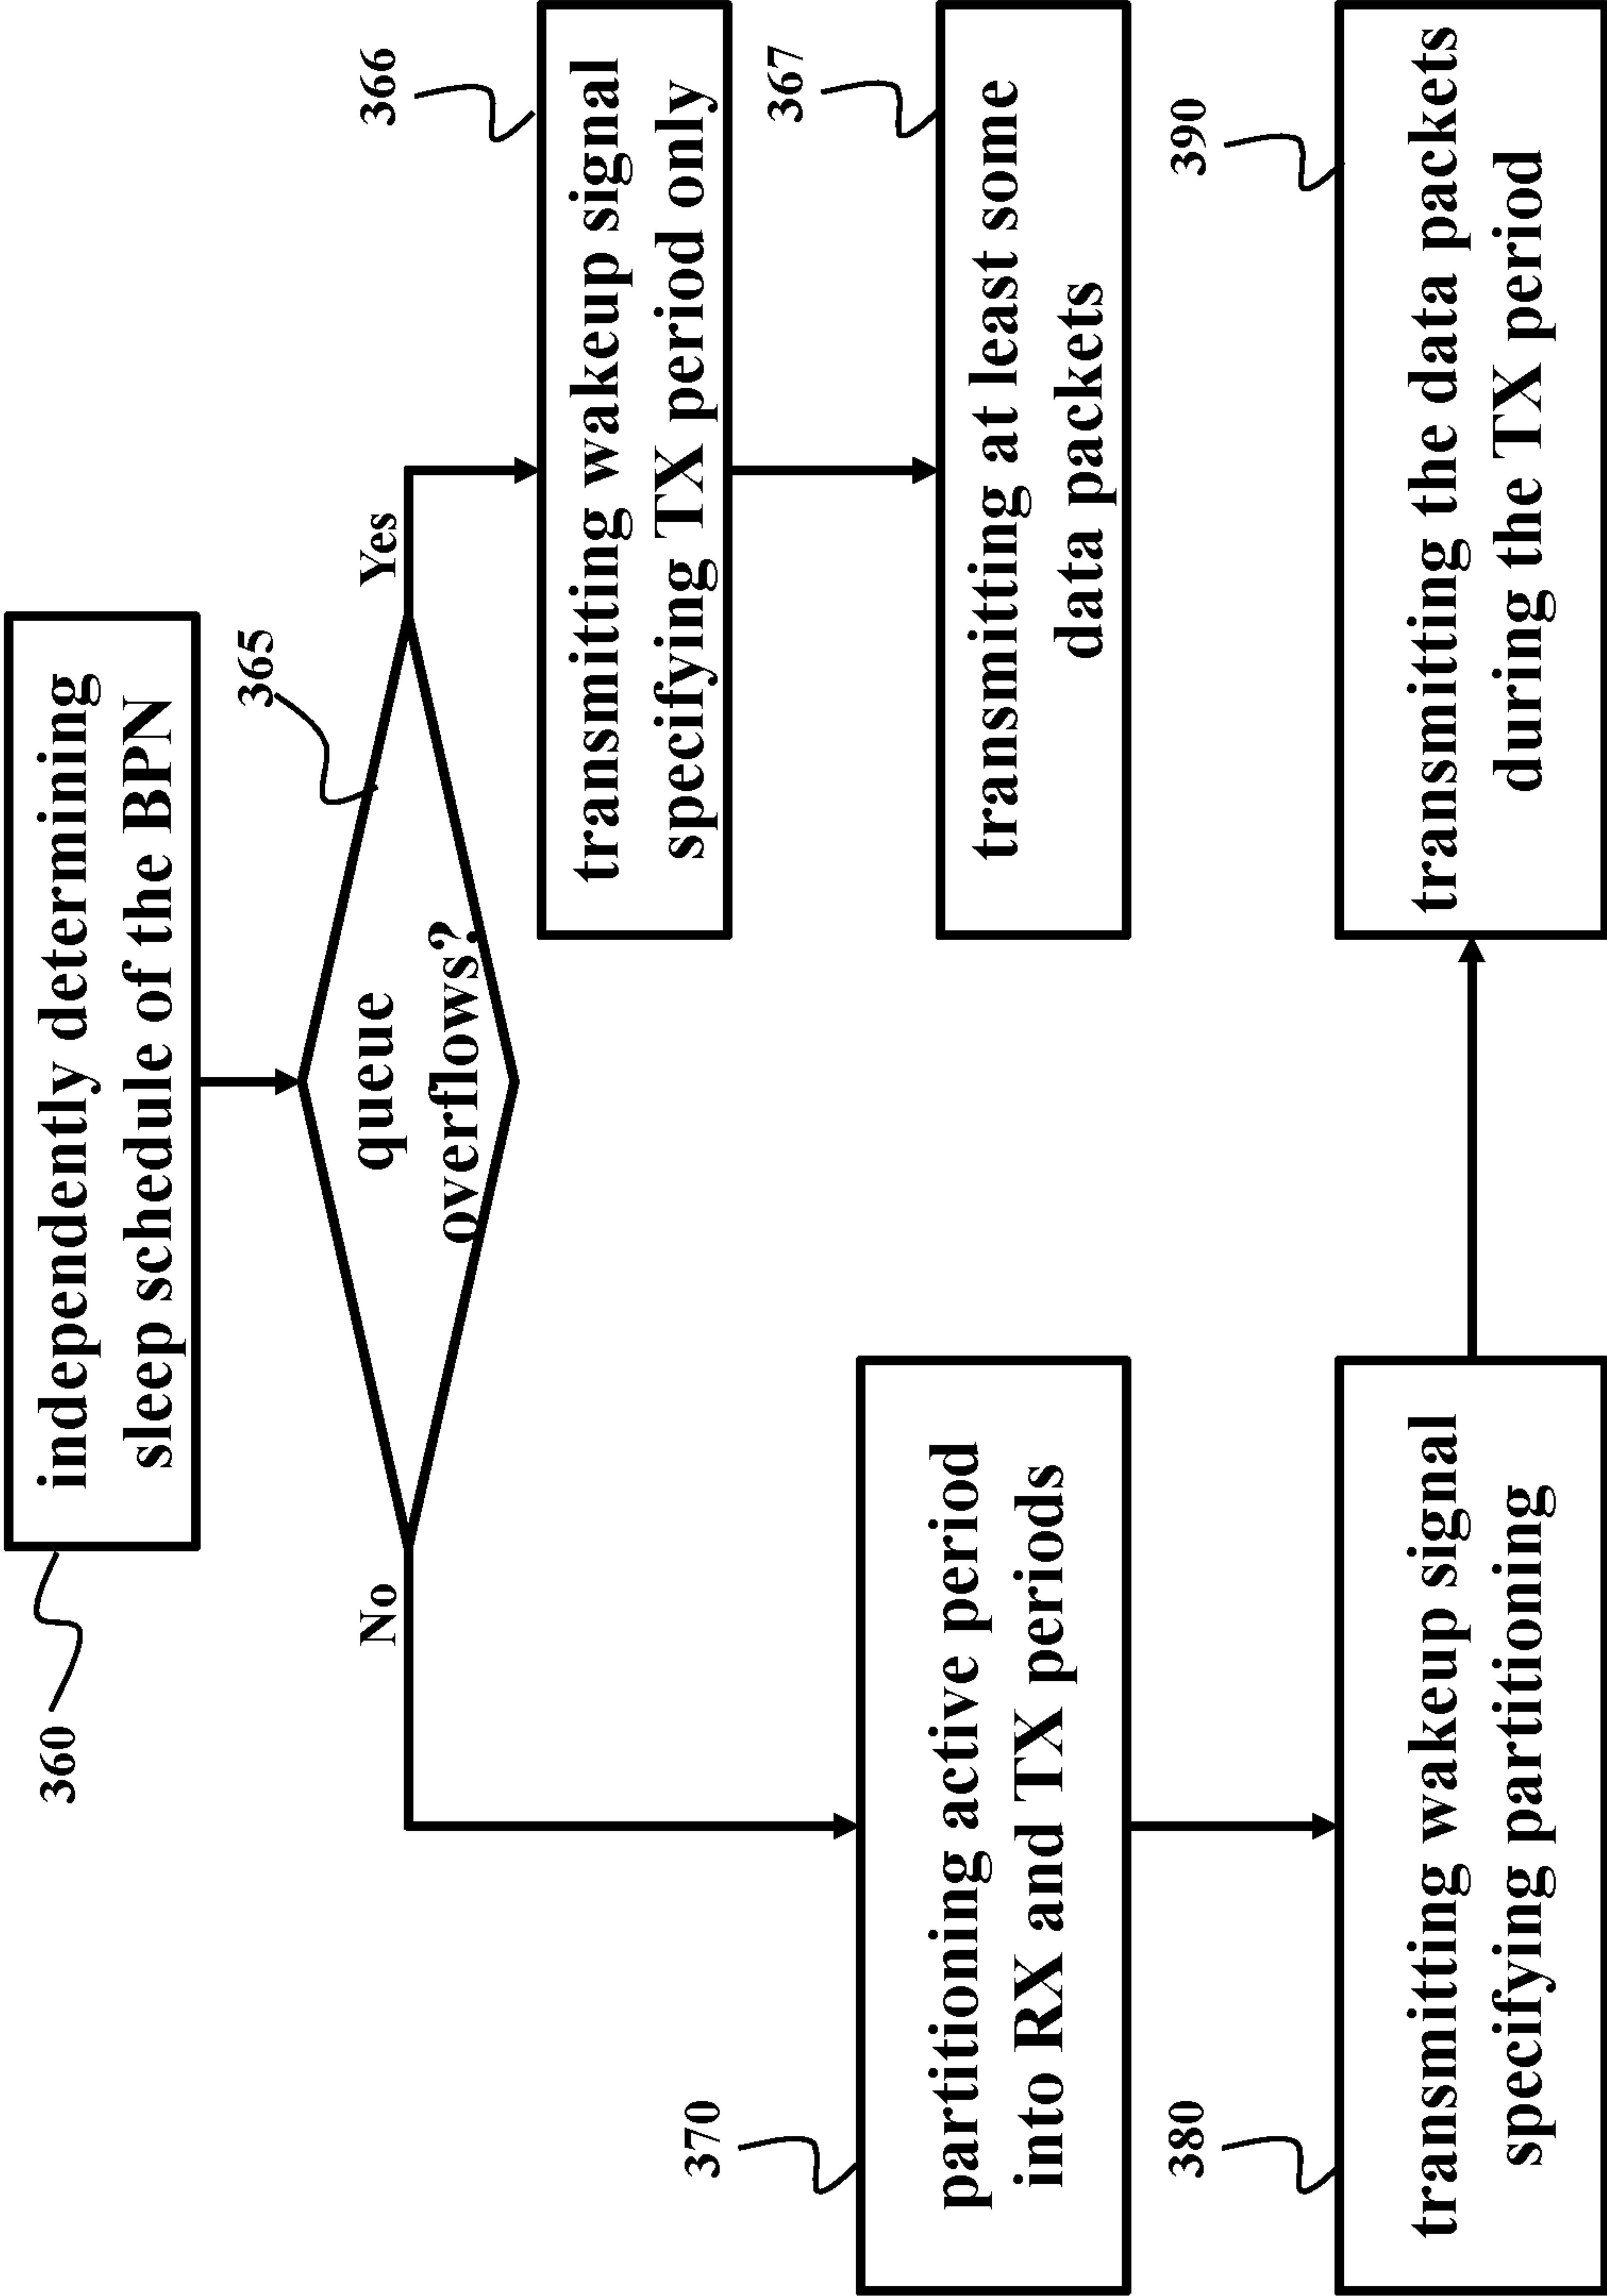 360
independently determining
sleep schedule of the BPN
365
queue
overflows?
Yes
366
transmitting wakeup signal
specifying TX period only
367
transmitting at least some
data packets
No
370
partitioning active period
into RX and TX periods
380
transmitting wakeup signal
specifying partitioning
390
transmitting the data packets
during the TX period